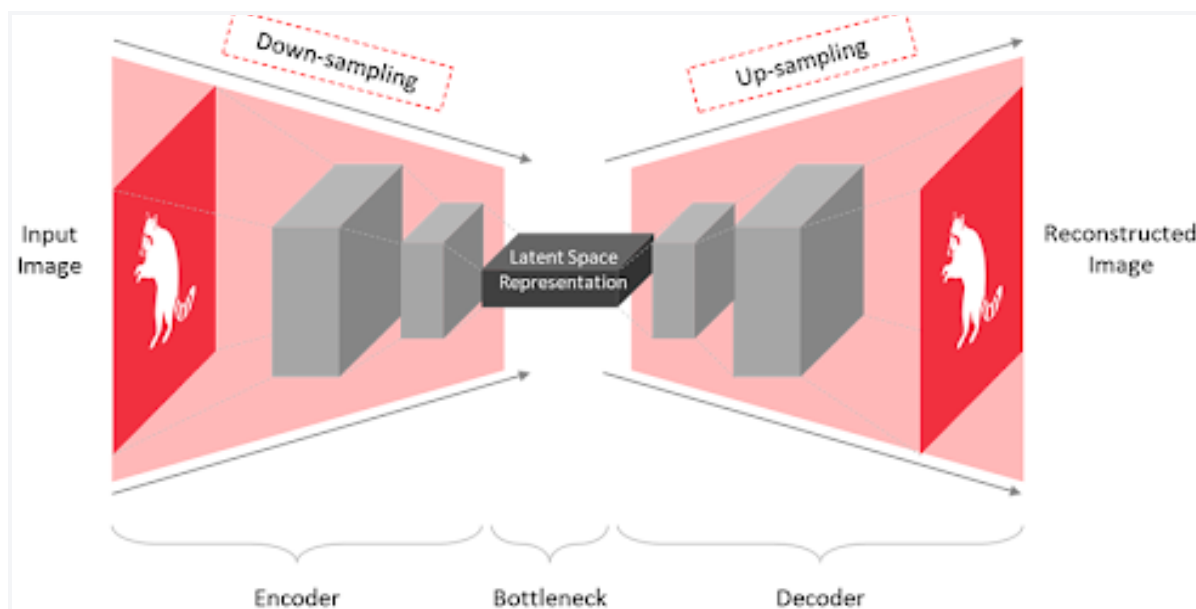 Down-sampling
Up-sampling
Input
Image
Latent Space
Representation
Reconstructed
Image
Encoder
Bottleneck
Decoder